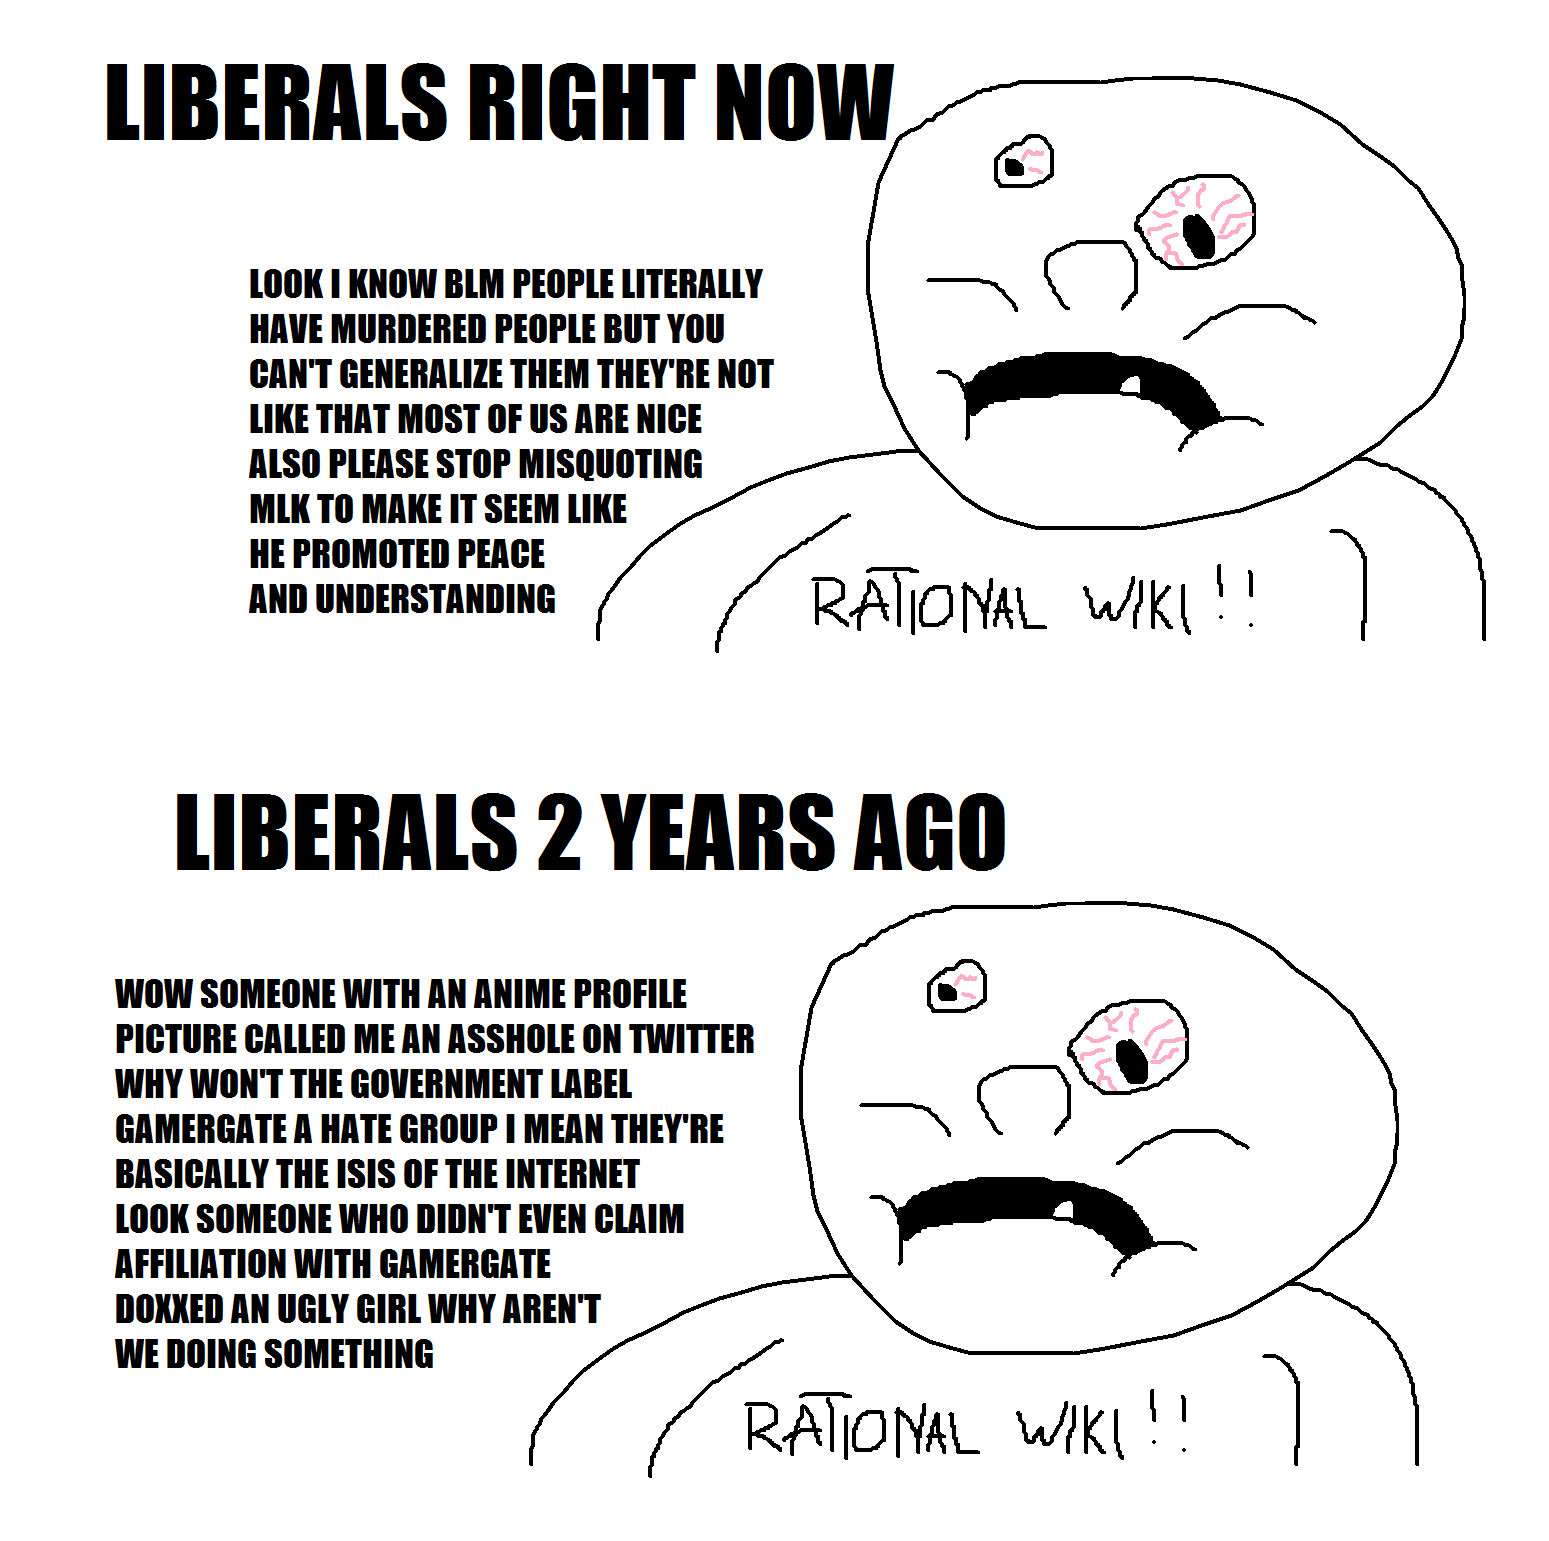 LIBERALS RIGHT NOW
LOOK I KNOW BLM PEOPLE LITERALLY
HAVE MURDERED PEOPLE BUT YOU
CAN'T GENERALIZE THEM THEY'RE NOT
LIKE THAT MOST OF US ARE NICE
ALSO PLEASE STOP MISQUOTING
MLK TO MAKE IT SEEM LIKE
HE PROMOTED PEACE
AND UNDERSTANDING
RATIONAL WIKI!!
LIBERALS 2 YEARS AGO
WOW SOMEONE WITH AN ANIME PROFILE
PICTURE CALLED ME AN ASSHOLE ON TWITTER
WHY WON'T THE GOVERNMENT LABEL
GAMERGATE A HATE GROUP I MEAN THEY'RE
BASICALLY THE ISIS OF THE INTERNET
LOOK SOMEONE WHO DIDN'T EVEN CLAIM
AFFILIATION WITH GAMERGATE
DOXXED AN UGLY GIRL WHY AREN'T
WE DOING SOMETHING
RATIONAL WIKI!!